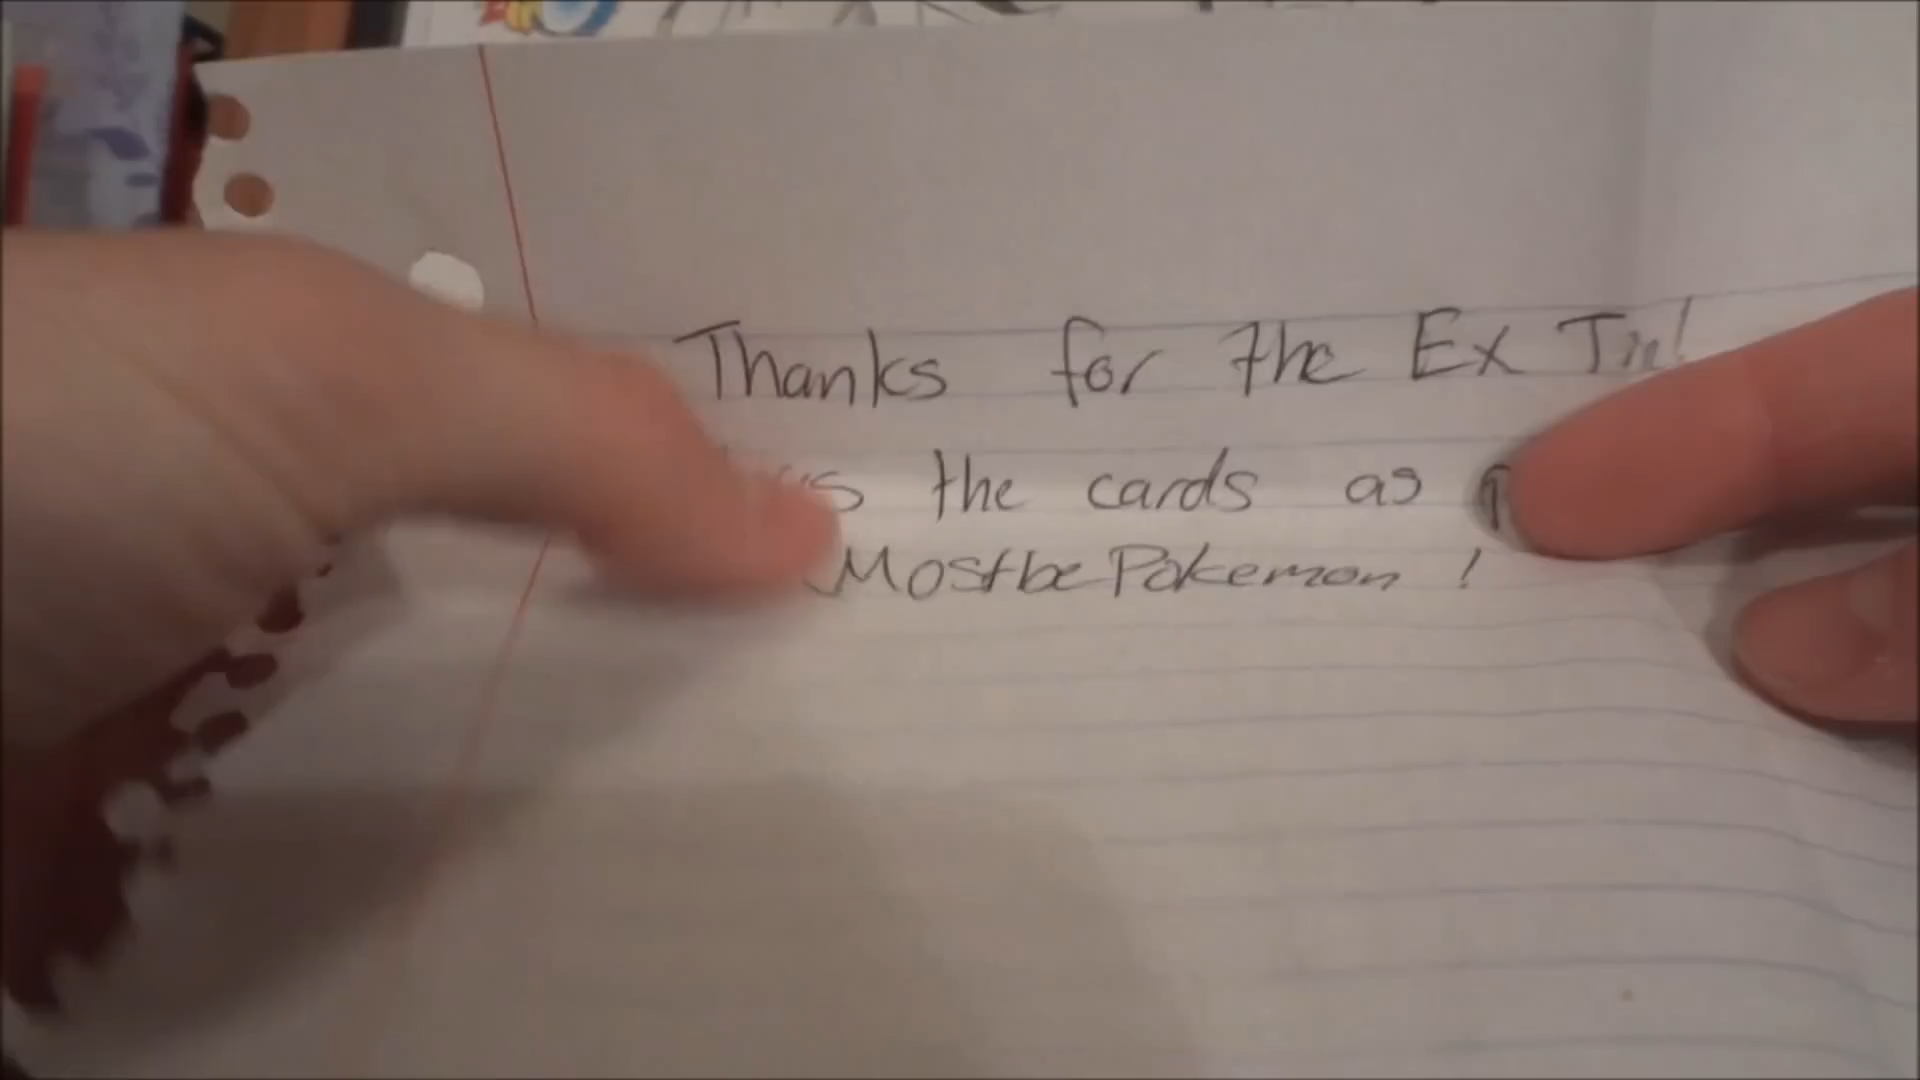 Thanks for the Ex Tin!
the cards as
MostbePokemon !